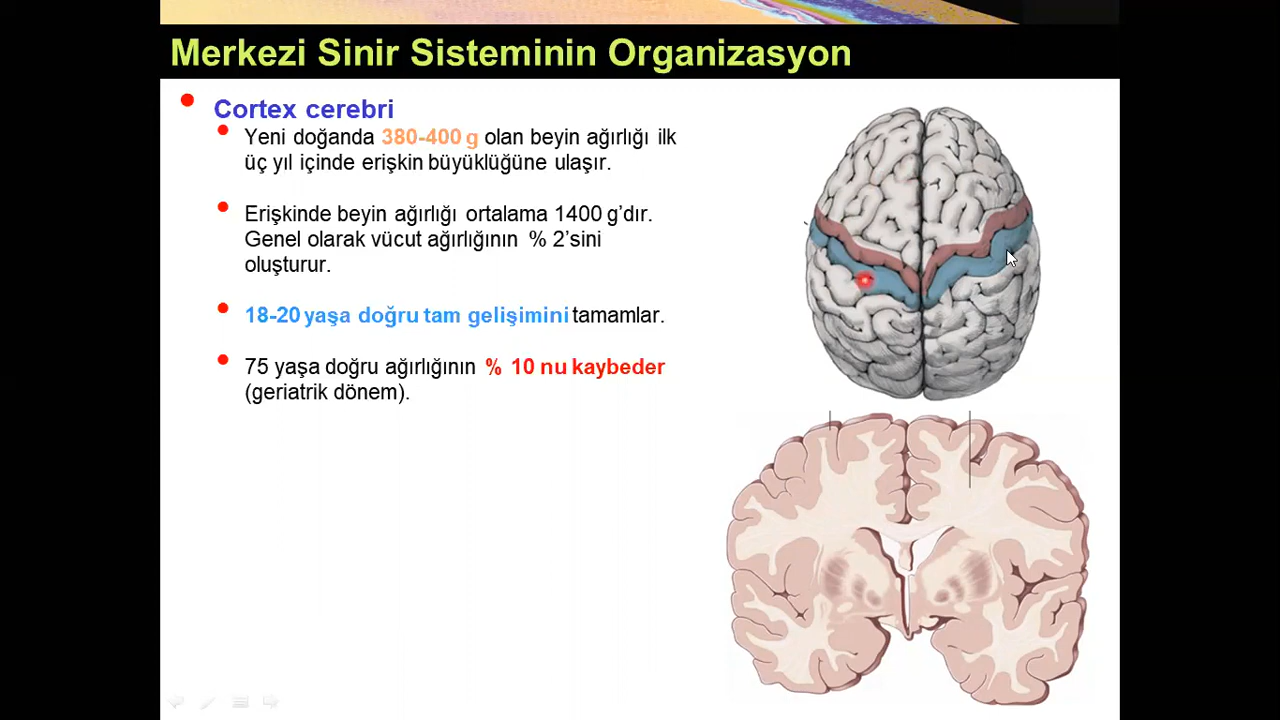 Merkezi Sinir Sisteminin Organizasyon
Cortex cerebri
Yeni doğanda 380-400 g olan beyin ağırlığı ilk
üç yıl içinde erişkin büyüklüğüne ulaşır.
Erişkinde beyin ağırlığı ortalama 1400 g’dır.
Genel olarak vücut ağırlığının % 2’sini
oluşturur.
18-20 yaşa doğru tam gelişimini tamamlar.
75 yaşa doğru ağırlığının % 10 nu kaybeder
(geriatrik dönem).